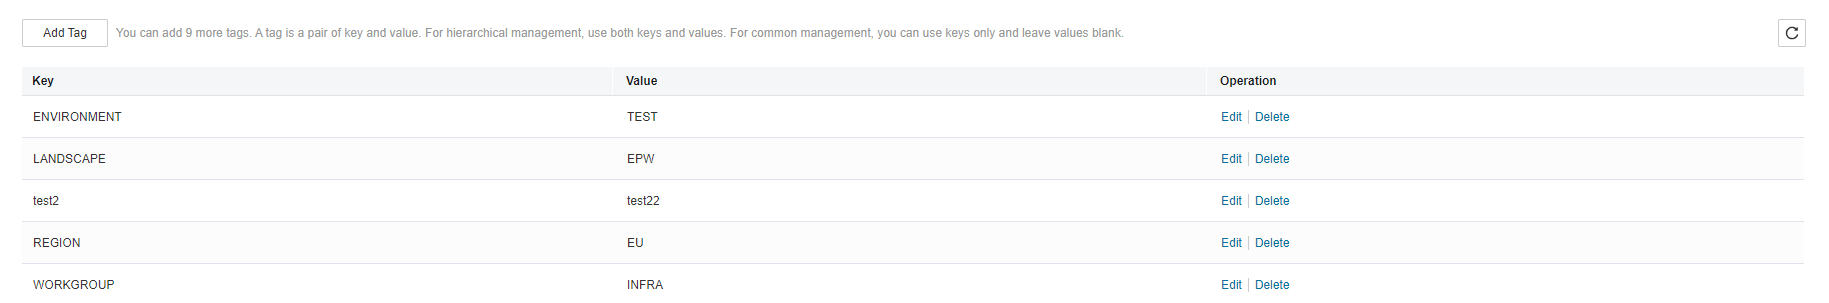 Add Tag You can add 9 more tags. A tag is a pair of key and value. For hierarchical management, use both keys and values. For common management, you can use keys only and leave values blank.
Key Value Operation
ENVIRONMENT TEST Edit | Delete
LANDSCAPE EPW Edit | Delete
test2 test22 Edit | Delete
REGION EU Edit | Delete
WORKGROUP INFRA Edit | Delete